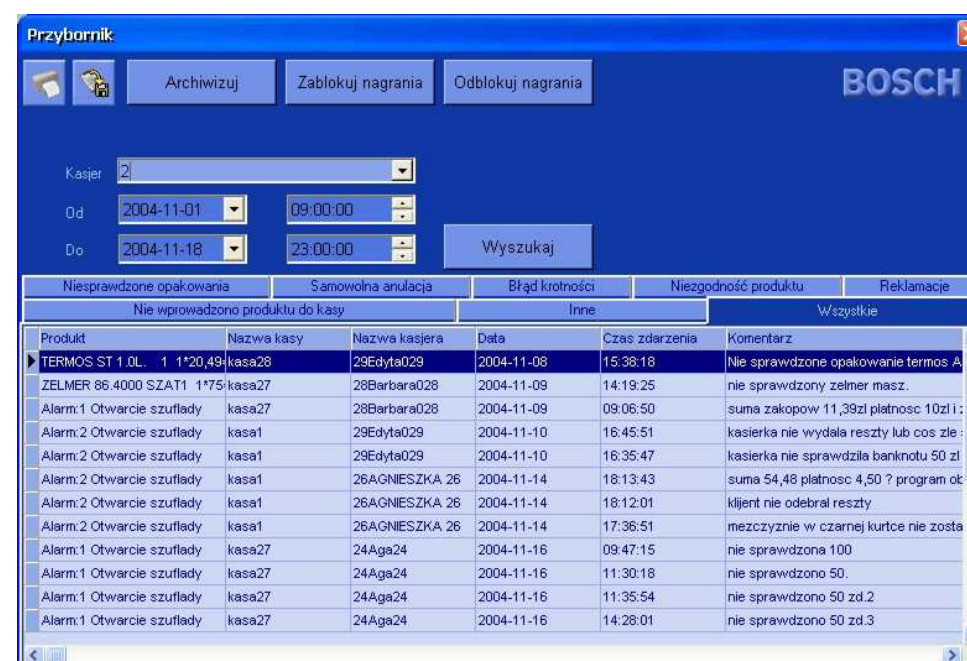 Przybornik
Archiwizuj Zablokuj nagrania Odblokuj nagrania BOSCH
Kasjer 2
Od 2004-11-01 09:00:00
Do 2004-11-18 23:00:00 Wyszukaj
Niesprawdzone opakowania Samowolna anulacja Błąd krotności Niezgodność produktu Reklamacje
Nie wprowadzono produktu do kasy Inne Wszystkie
Produkt Nazwa kasy Nazwa kasjera Data Czas zdarzenia Komentarz
TERMOS ST 1.0L. 1 1*20,49 kasa28 29Edyta029 2004-11-08 15:38:18 Nie sprawdzone opakowanie termos A
ZELMER 86.4000 SZAT1 1*75 kasa27 28Barbara028 2004-11-09 14:19:25 nie sprawdzony zelmer masz.
Alarm:1 Otwarcie szuflady kasa27 28Barbara028 2004-11-09 09:06:50 suma zakopow 11,39zl platnosc 10zl i
Alarm:2 Otwarcie szuflady kasa1 29Edyta029 2004-11-10 16:45:51 kasierka nie wydala reszty lub cos zle
Alarm:2 Otwarcie szuflady kasa1 29Edyta029 2004-11-10 16:35:47 kasierka nie sprawdzila banknotu 50 zl
Alarm:2 Otwarcie szuflady kasa1 26AGNIESZKA 26 2004-11-14 18:13:43 suma 54,48 platnosc 4,50 ? program ob
Alarm:2 Otwarcie szuflady kasa1 26AGNIESZKA 26 2004-11-14 18:12:01 klijent nie odebral reszty
Alarm:2 Otwarcie szuflady kasa1 26AGNIESZKA 26 2004-11-14 17:36:51 mezczyznie w czarnej kurtce nie zosta
Alarm:1 Otwarcie szuflady kasa27 24Aga24 2004-11-16 09:47:15 nie sprawdzona 100
Alarm:1 Otwarcie szuflady kasa27 24Aga24 2004-11-16 11:30:18 nie sprawdzono 50.
Alarm:1 Otwarcie szuflady kasa27 24Aga24 2004-11-16 11:35:54 nie sprawdzono 50 zd.2
Alarm:1 Otwarcie szuflady kasa27 24Aga24 2004-11-16 14:28:01 nie sprawdzono 50 zd.3